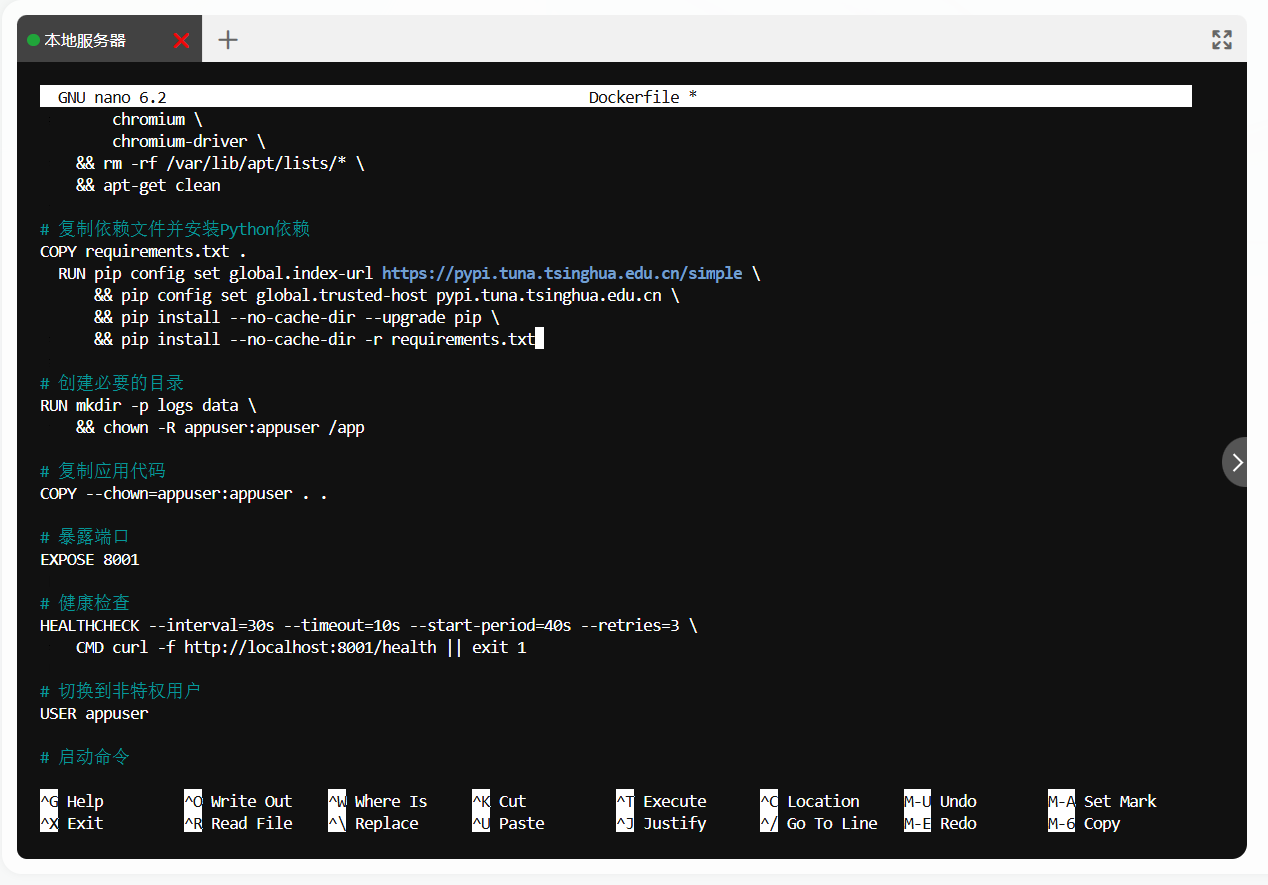 本地服务器
GNU nano 6.2 Dockerfile *
chromium \
chromium-driver \
&& rm -rf /var/lib/apt/lists/* \
&& apt-get clean
# 复制依赖文件并安装Python依赖
COPY requirements.txt .
RUN pip config set global.index-url https://pypi.tuna.tsinghua.edu.cn/simple \
&& pip config set global.trusted-host pypi.tuna.tsinghua.edu.cn \
&& pip install --no-cache-dir --upgrade pip \
&& pip install --no-cache-dir -r requirements.txt
# 创建必要的目录
RUN mkdir -p logs data \
&& chown -R appuser:appuser /app
# 复制应用代码
COPY --chown=appuser:appuser . .
# 暴露端口
EXPOSE 8001
# 健康检查
HEALTHCHECK --interval=30s --timeout=10s --start-period=40s --retries=3 \
CMD curl -f http://localhost:8001/health || exit 1
# 切换到非特权用户
USER appuser
# 启动命令
^G Help ^O Write Out ^W Where Is ^K Cut ^T Execute ^C Location M-U Undo M-A Set Mark
^X Exit ^R Read File ^\ Replace ^U Paste ^J Justify ^/ Go To Line M-E Redo M-6 Copy